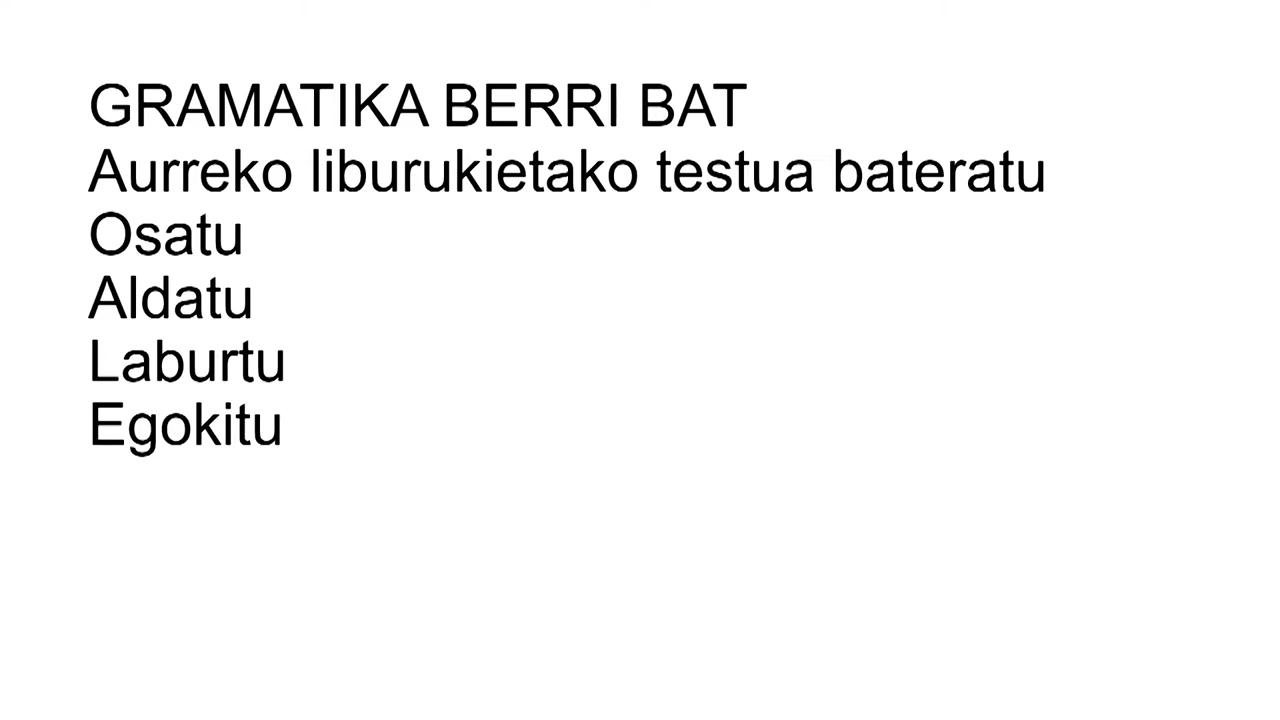 GRAMATIKA BERRI BAT
Aurreko liburukietako testua bateratu
Osatu
Aldatu
Laburtu
Egokitu